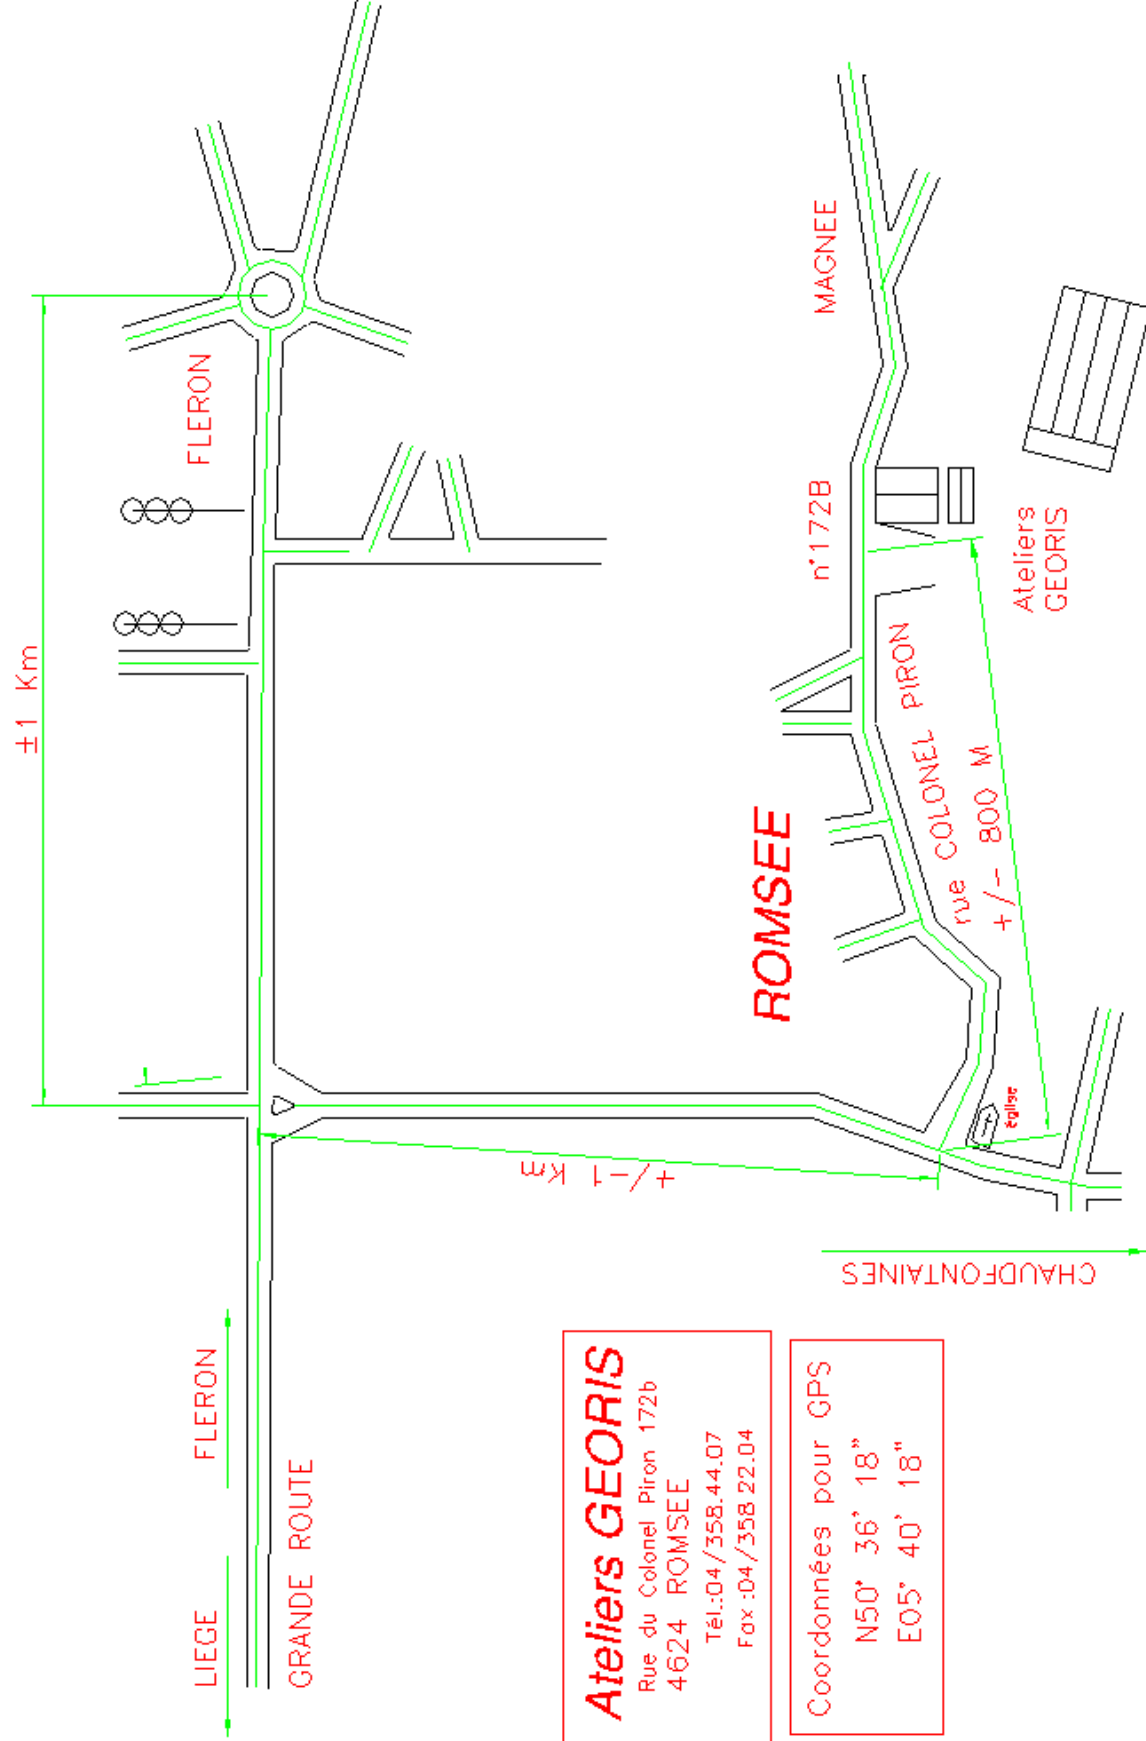 LIEGE
FLERON
GRANDE ROUTE
±1 Km
FLERON
+/-1 Km
ROMSEE
n°172B
MAGNEE
rue COLONEL PIRON
+/- 800 M
Ateliers
GEORIS
église
CHAUDFONTAINES
Ateliers GEORIS
Rue du Colonel Piron 172b
4624 ROMSEE
Tél.:04/358.44.07
Fax :04/358 22.04
Coordonnées pour GPS
N50° 36' 18"
E05° 40' 18"